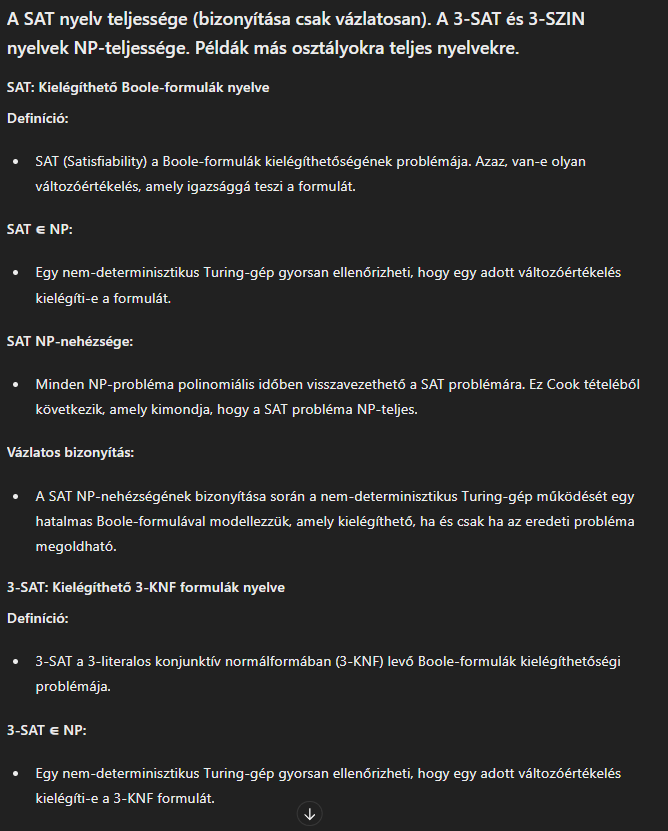 A SAT nyelv teljessége (bizonyítása csak vázlatosan). A 3-SAT és 3-SZIN
nyelvek NP-teljessége. Példák más osztályokra teljes nyelvekre.
SAT: Kielégíthető Boole-formulák nyelve
Definíció:
• SAT (Satisfiability) a Boole-formulák kielégíthetőségének problémája. Azaz, van-e olyan
változóértékelés, amely igazsággá teszi a formulát.
SAT ∈ NP:
• Egy nem-determinisztikus Turing-gép gyorsan ellenőrizheti, hogy egy adott változóértékelés
kielégíti-e a formulát.
SAT NP-nehézsége:
• Minden NP-probléma polinomiális időben visszavezethető a SAT problémára. Ez Cook tételéből
következik, amely kimondja, hogy a SAT probléma NP-teljes.
Vázlatos bizonyítás:
• A SAT NP-nehézségének bizonyítása során a nem-determinisztikus Turing-gép működését egy
hatalmas Boole-formulával modellezzük, amely kielégíthető, ha és csak ha az eredeti probléma
megoldható.
3-SAT: Kielégíthető 3-KNF formulák nyelve
Definíció:
• 3-SAT a 3-literalos konjunktív normálformában (3-KNF) levő Boole-formulák kielégíthetőségi
problémája.
3-SAT ∈ NP:
• Egy nem-determinisztikus Turing-gép gyorsan ellenőrizheti, hogy egy adott változóértékelés
kielégíti-e a 3-KNF formulát.